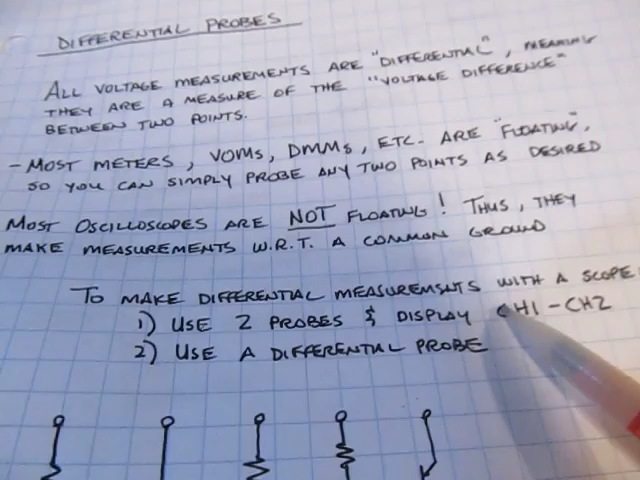 DIFFERENTIAL PROBES
ALL VOLTAGE MEASUREMENTS ARE "DIFFERENTIAL", MEANING
THEY ARE A MEASURE OF THE "VOLTAGE DIFFERENCE"
BETWEEN TWO POINTS.
- MOST METERS, VOMS, DMMS, ETC. ARE "FLOATING",
SO YOU CAN SIMPLY PROBE ANY TWO POINTS AS DESIRED
MOST OSCILLOSCOPES ARE NOT FLOATING! THUS, THEY
MAKE MEASUREMENTS W.R.T. A COMMON GROUND
TO MAKE DIFFERENTIAL MEASUREMENTS WITH A SCOPE:
1) USE 2 PROBES & DISPLAY CH1 - CH2
2) USE A DIFFERENTIAL PROBE